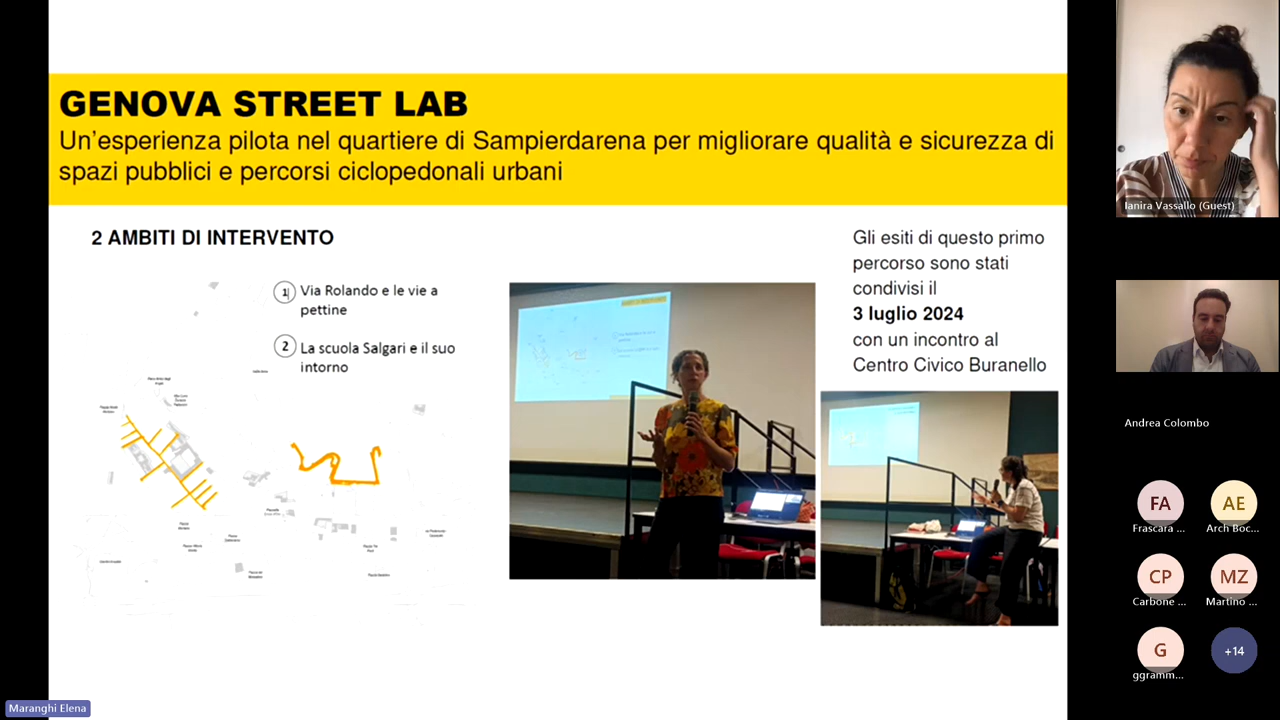 GENOVA STREET LAB
Un'esperienza pilota nel quartiere di Sampierdarena per migliorare qualità e sicurezza di
spazi pubblici e percorsi ciclopedonali urbani
2 AMBITI DI INTERVENTO
1 Via Rolando e le vie a
pettine
2 La scuola Salgari e il suo
intorno
Gli esiti di questo primo
percorso sono stati
condivisi il
3 luglio 2024
con un incontro al
Centro Civico Buranello
Ianira Vassallo (Guest)
Andrea Colombo
FA
Frascara ...
AE
Arch Boc...
CP
Carbone ...
MZ
Martino ...
G
ggramm...
+14
Maranghi Elena